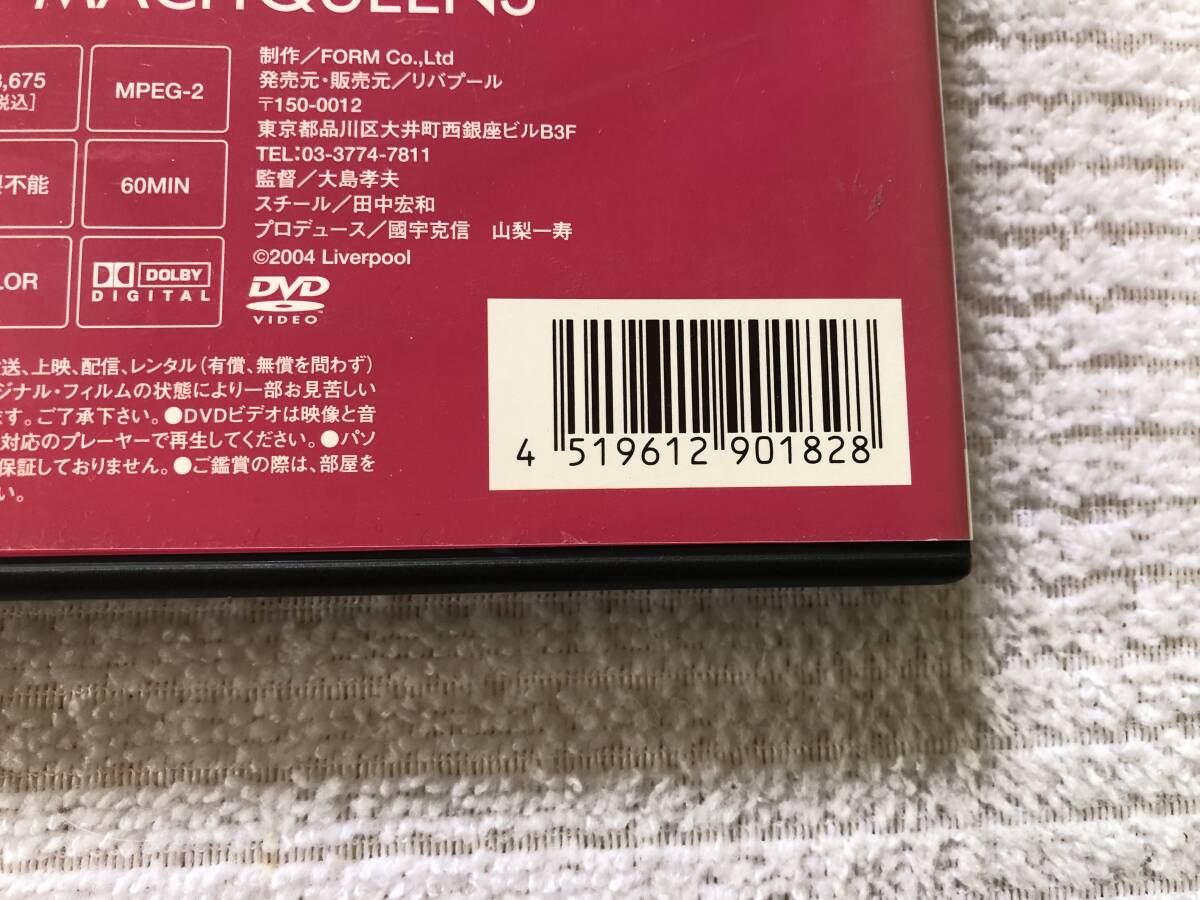 MACH QUEENS
3,675
税込]
MPEG-2
不能
60MIN
LOR
DOLBY
DIGITAL
制作／FORM Co.,Ltd
発売元・販売元／リバプール
〒150-0012
東京都品川区大井町西銀座ビルB3F
TEL:03-3774-7811
監督／大島孝夫
スチール／田中宏和
プロデュース／國宇克信　山梨一寿
©2004 Liverpool
DVD
VIDEO
送、上映、配信、レンタル（有償、無償を問わず）
ジナル・フィルムの状態により一部お見苦しい
ます。ご了承下さい。●DVDビデオは映像と音
対応のプレーヤーで再生してください。●パソ
保証しておりません。●ご鑑賞の際は、部屋を
い。
4 519612 901828